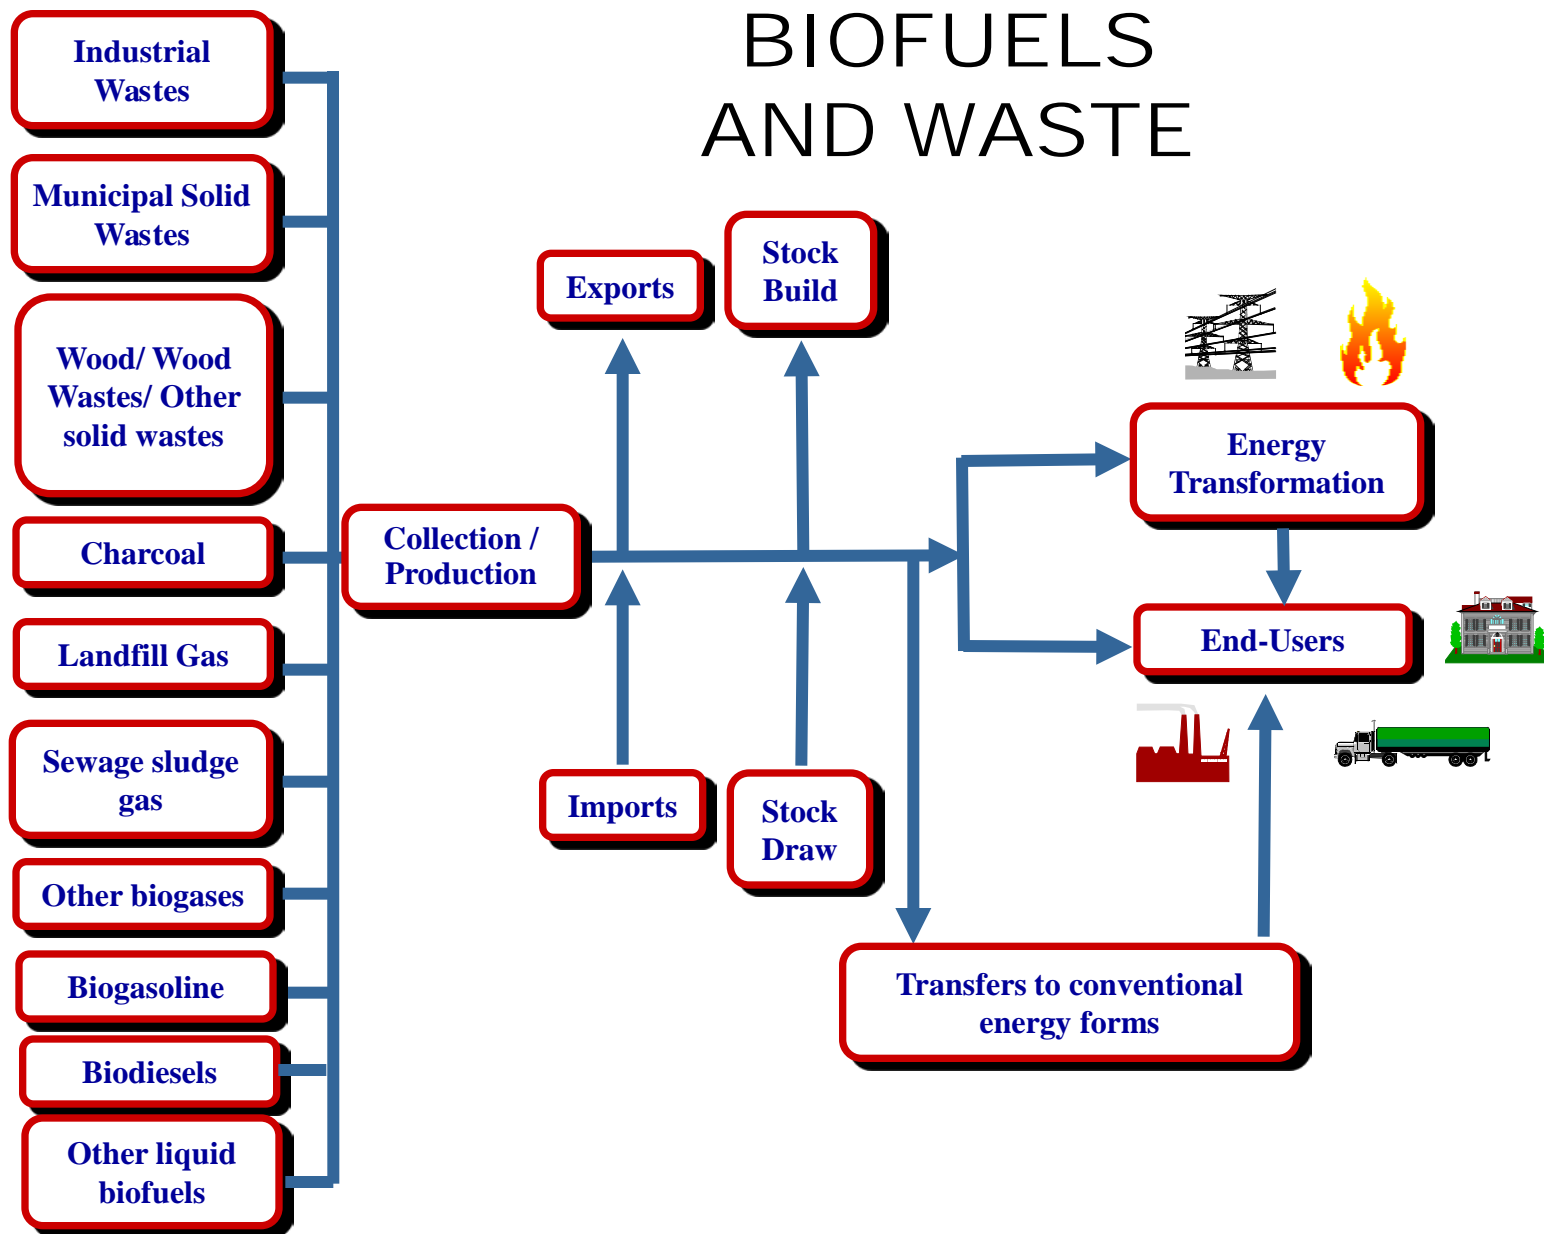 BIOFUELS
AND WASTE
Industrial
Wastes
Municipal Solid
Wastes
Wood/ Wood
Wastes/ Other
solid wastes
Charcoal
Landfill Gas
Sewage sludge
gas
Other biogases
Biogasoline
Biodiesels
Other liquid
biofuels
Collection /
Production
Exports
Stock
Build
Imports
Stock
Draw
Energy
Transformation
End-Users
Transfers to conventional
energy forms